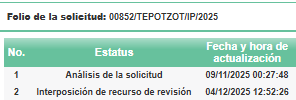 Folio de la solicitud: 00852/TEPOTZOT/IP/2025
No. Estatus Fecha y hora de
actualización
1 Análisis de la solicitud 09/11/2025 00:27:48
2 Interposición de recurso de revisión 04/12/2025 12:52:26